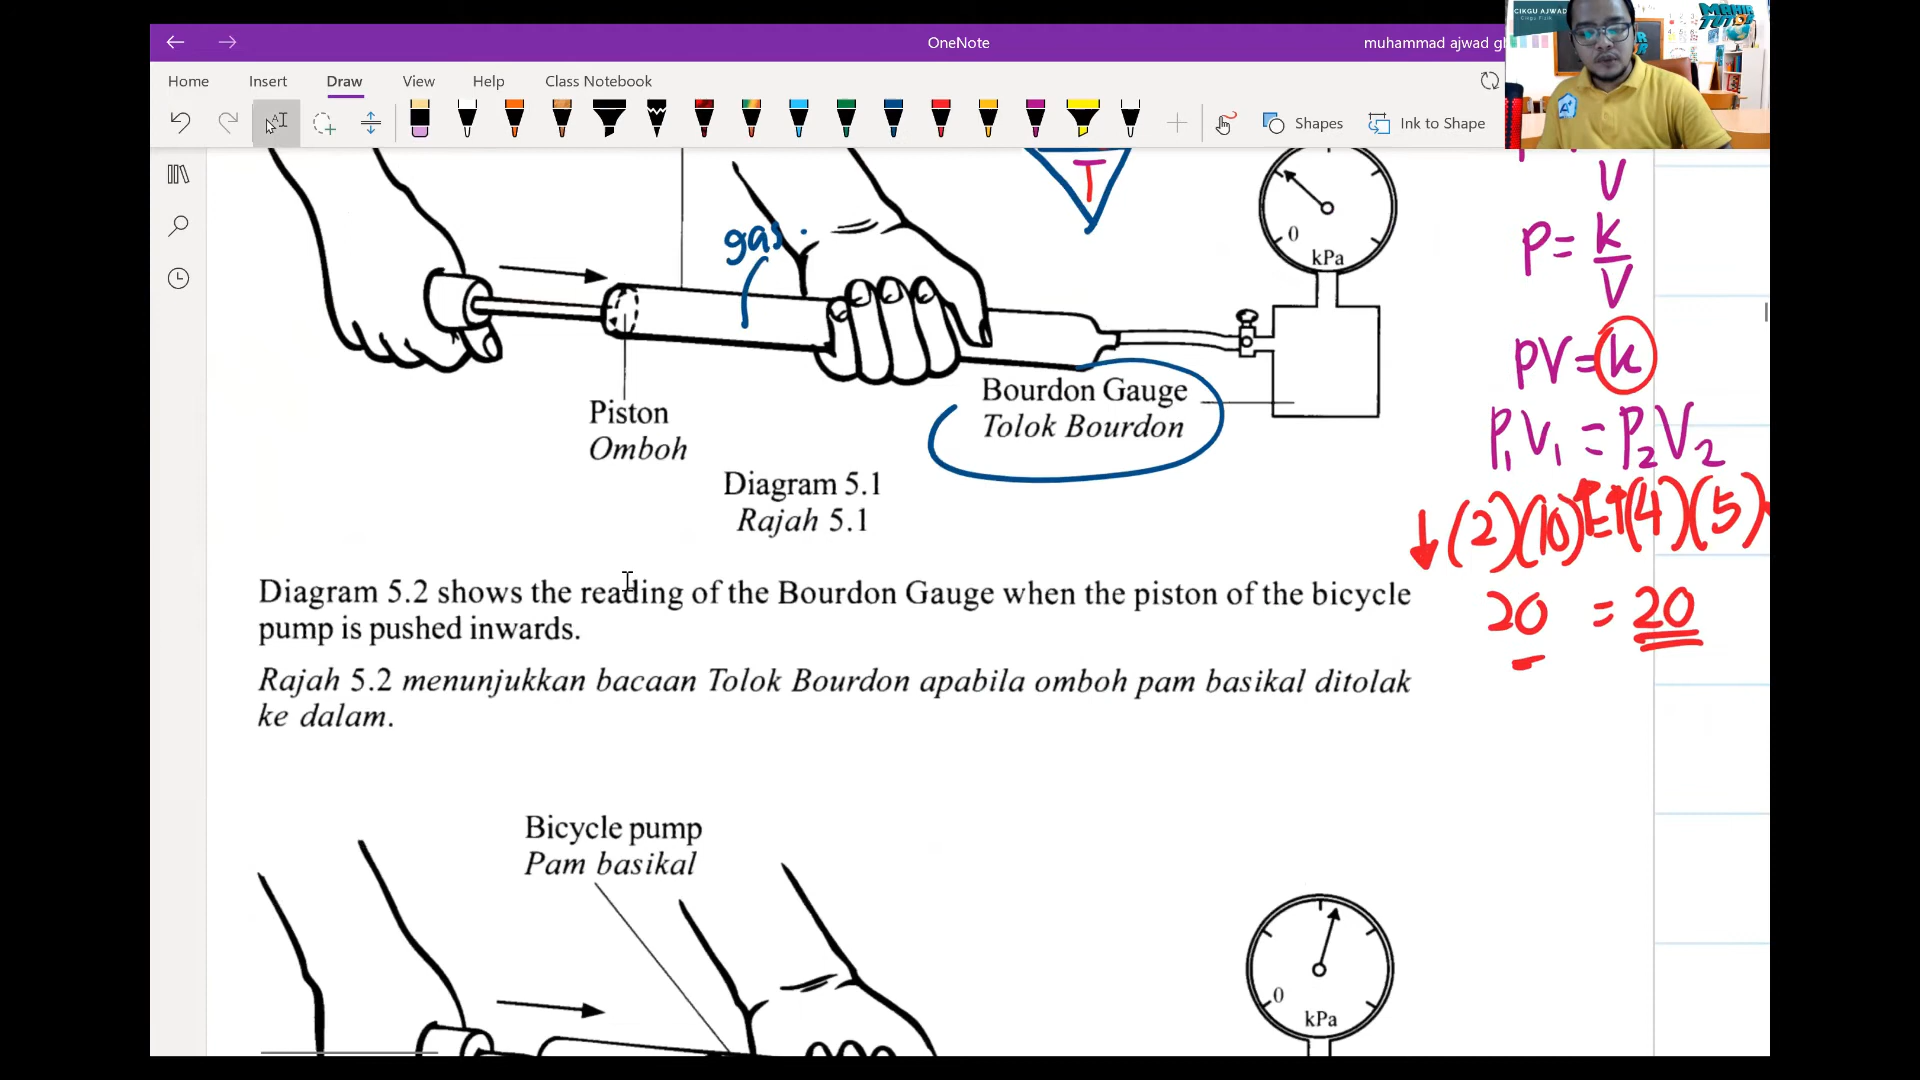 OneNote
muhammad ajwad gh
CIKGU AJWAD
Home Insert Draw View Help Class Notebook
Shapes Ink to Shape
T
gas
0
kPa
V
P = k
V
PV = k
P1V1 = P2V2
(2)(10) = (4)(5)
20 = 20
Piston
Omboh
Bourdon Gauge
Tolok Bourdon
Diagram 5.1
Rajah 5.1
Diagram 5.2 shows the reading of the Bourdon Gauge when the piston of the bicycle
pump is pushed inwards.
Rajah 5.2 menunjukkan bacaan Tolok Bourdon apabila omboh pam basikal ditolak
ke dalam.
Bicycle pump
Pam basikal
0
kPa